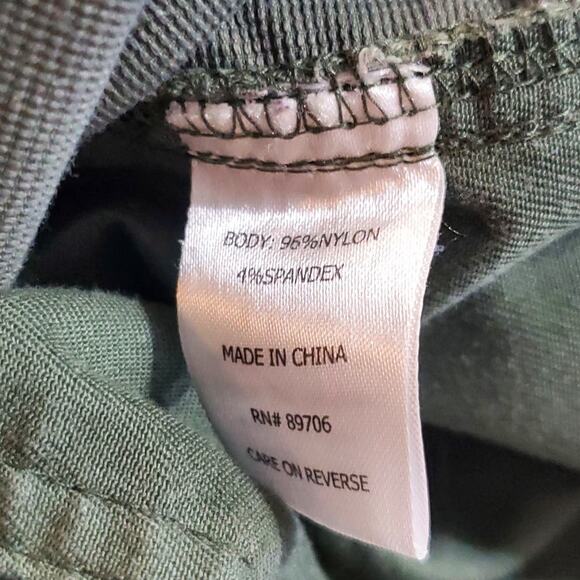 BODY: 96%NYLON
4%SPANDEX
MADE IN CHINA
RN# 89706
CARE ON REVERSE